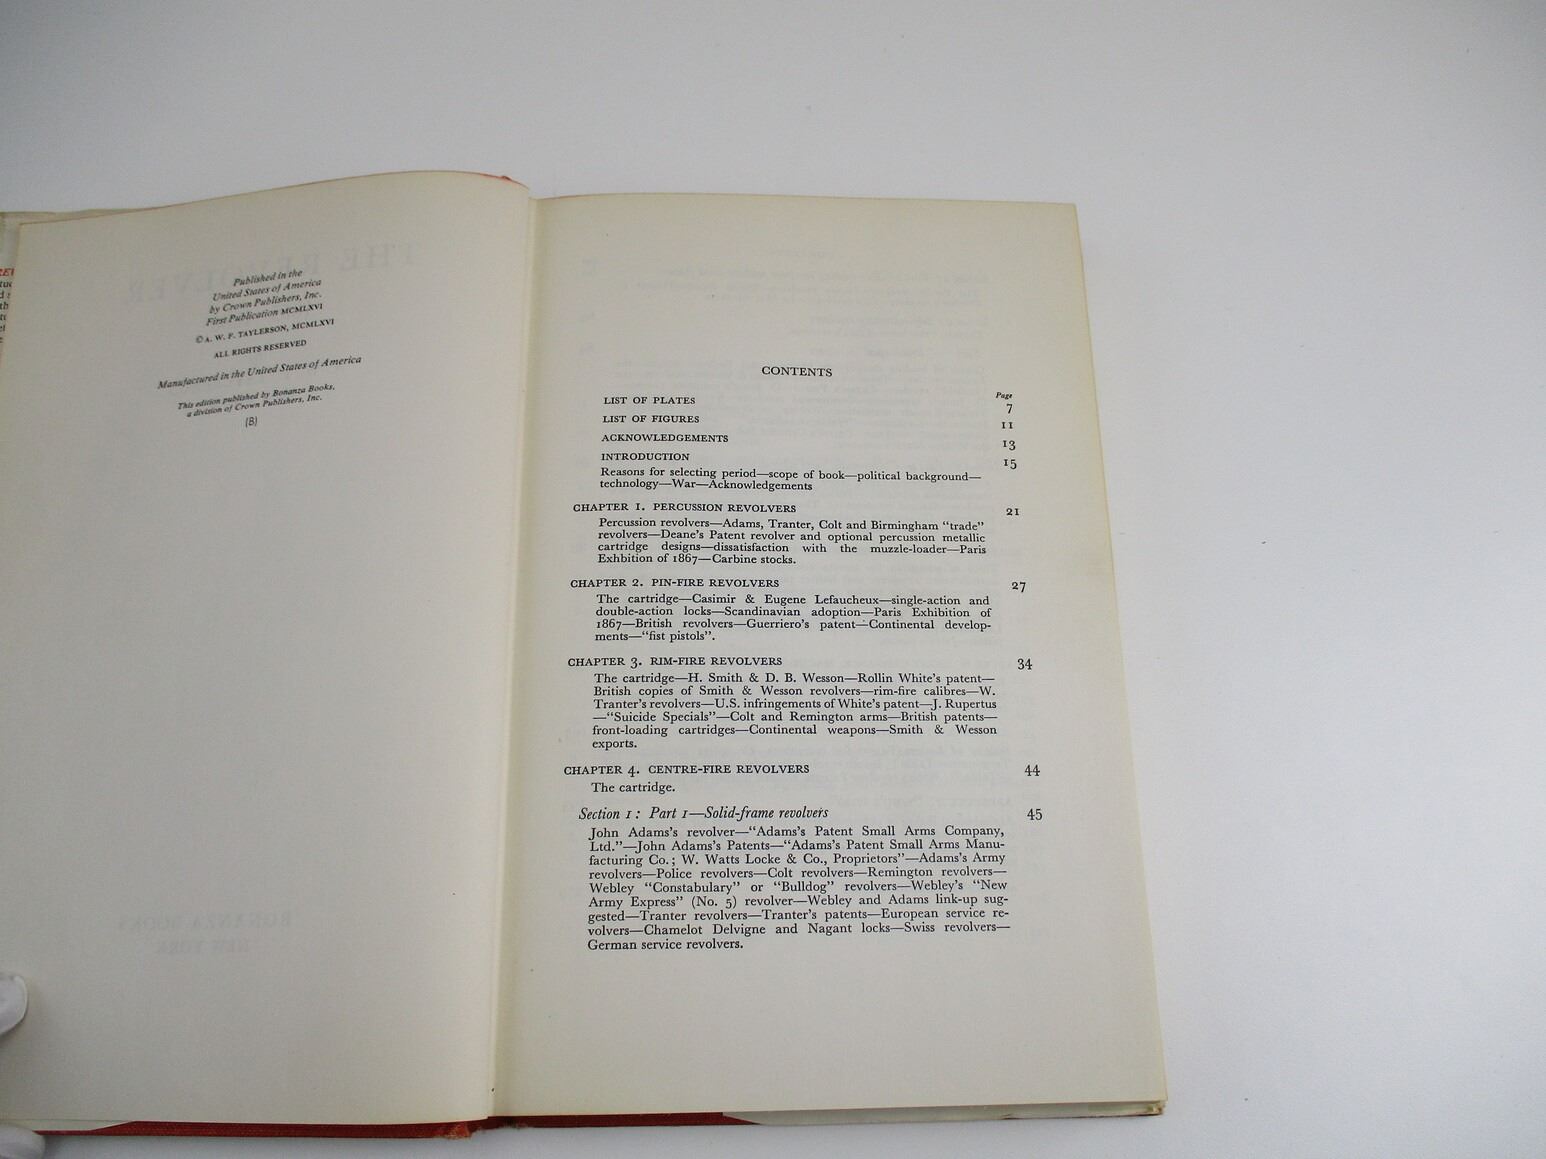 Published in the
United States of America
by Crown Publishers, Inc.
First Publication MCMLXVI
© A. W. F. TAYLERSON, MCMLXVI
ALL RIGHTS RESERVED
Manufactured in the United States of America
This edition published by Bonanza Books,
a division of Crown Publishers, Inc.
(B)
CONTENTS
Page
LIST OF PLATES 7
LIST OF FIGURES 11
ACKNOWLEDGEMENTS 13
INTRODUCTION 15
Reasons for selecting period—scope of book—political background—
technology—War—Acknowledgements
CHAPTER 1. PERCUSSION REVOLVERS 21
Percussion revolvers—Adams, Tranter, Colt and Birmingham "trade"
revolvers—Deane's Patent revolver and optional percussion metallic
cartridge designs—dissatisfaction with the muzzle-loader—Paris
Exhbition of 1867—Carbine stocks.
CHAPTER 2. PIN-FIRE REVOLVERS 27
The cartridge—Casimir & Eugene Lefaucheux—single-action and
double-action locks—Scandinavian adoption—Paris Exhibition of
1867—British revolvers—Guerriero's patent—Continental develop-
ments—"fist pistols".
CHAPTER 3. RIM-FIRE REVOLVERS 34
The cartridge—H. Smith & D. B. Wesson—Rollin White's patent—
British copies of Smith & Wesson revolvers—rim-fire calibres—W.
Tranter's revolvers—U.S. infringements of White's patent—J. Rupertus
—"Suicide Specials"—Colt and Remington arms—British patents—
front-loading cartridges—Continental weapons—Smith & Wesson
exports.
CHAPTER 4. CENTRE-FIRE REVOLVERS 44
The cartridge.
Section 1: Part 1—Solid-frame revolvers 45
John Adams's revolver—"Adams's Patent Small Arms Company,
Ltd."—John Adams's Patents—"Adams's Patent Small Arms Manu-
facturing Co.; W. Watts Locke & Co., Proprietors"—Adams's Army
revolvers—Police revolvers—Colt revolvers—Remington revolvers—
Webley "Constabulary" or "Bulldog" revolvers—Webley's "New
Army Express" (No. 5) revolver—Webley and Adams link-up sug-
gested—Tranter revolvers—Tranter's patents—European service re-
volvers—Chamelot Delvigne and Nagant locks—Swiss revolvers—
German service revolvers.